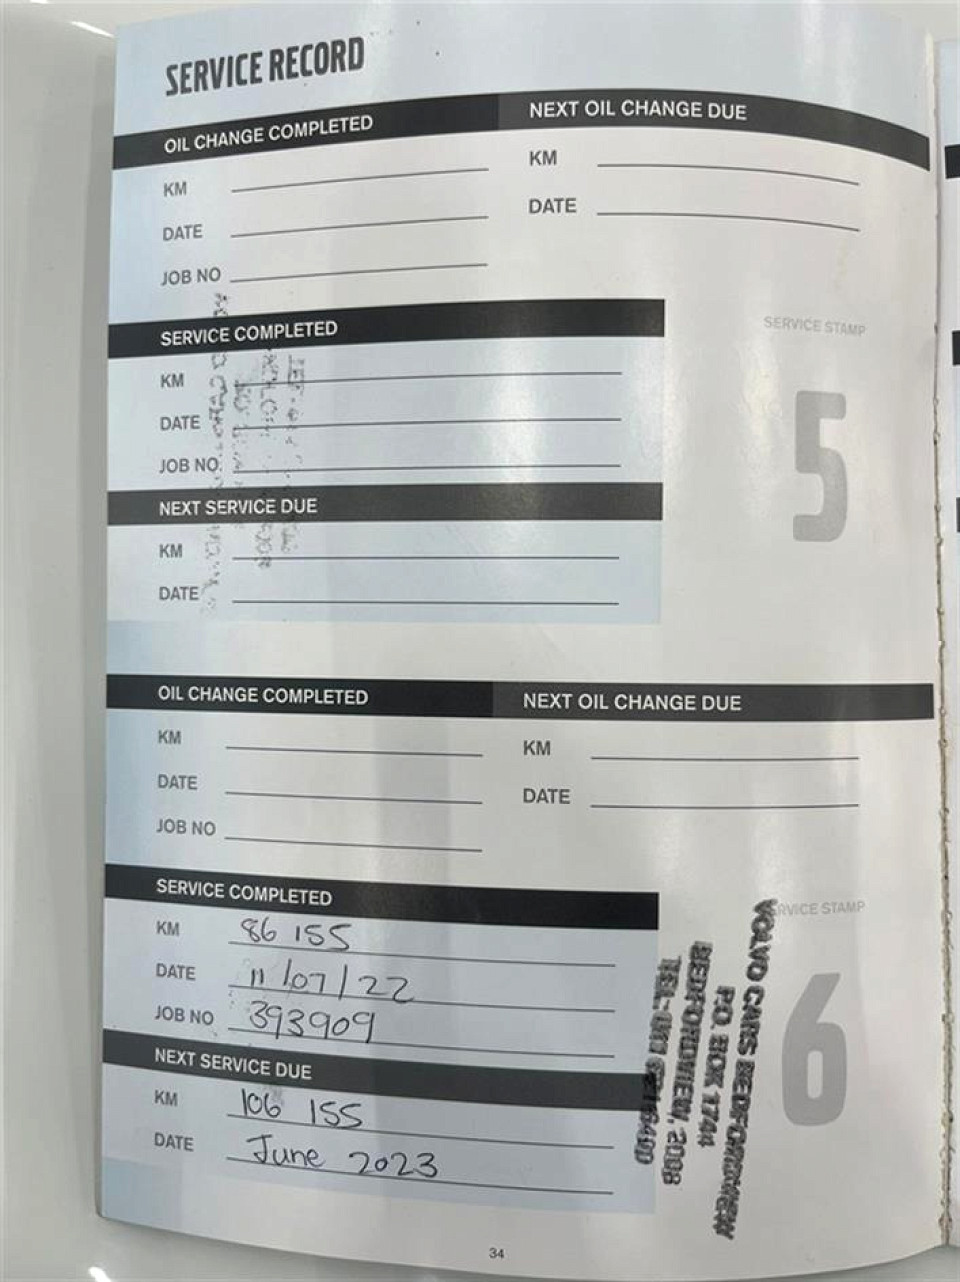 SERVICE RECORD
OIL CHANGE COMPLETED
NEXT OIL CHANGE DUE
KM
KM
DATE
DATE
JOB NO
SERVICE COMPLETED
SERVICE STAMP
KM
DATE
JOB NO
5
NEXT SERVICE DUE
KM
DATE
OIL CHANGE COMPLETED
NEXT OIL CHANGE DUE
KM
KM
DATE
DATE
JOB NO
SERVICE COMPLETED
SERVICE STAMP
KM 86 155
DATE 11/07/22
JOB NO 393909
6
NEXT SERVICE DUE
KM 106 155
DATE June 2023
VOLVO CARS BEDFORDVIEW
P.O. BOX 1744
BEDFORDVIEW, 2008
TEL: 011
34